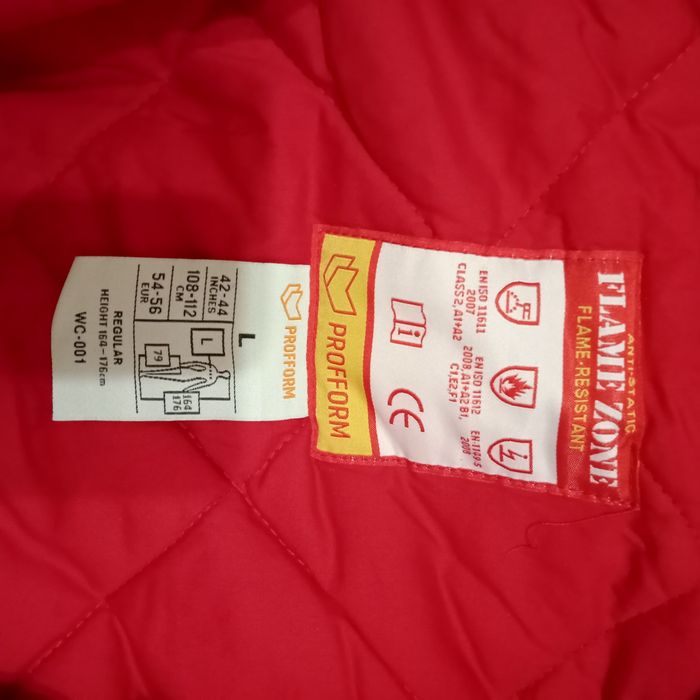 ANTI-STATIC
FLAME ZONE
FLAME-RESISTANT
EN ISO 11611
2007
CLASS 2, A1+A2
EN ISO 11612
2008, A1+A2 B1,
C1,E2,F1
EN-1149 5
2008
i
CE
PROFFORM
PROFFORM
L
42-44
INCHES
108-112
CM
54-56
EUR
L
79
164
176
REGULAR
HEIGHT 164-176cm
WC-001